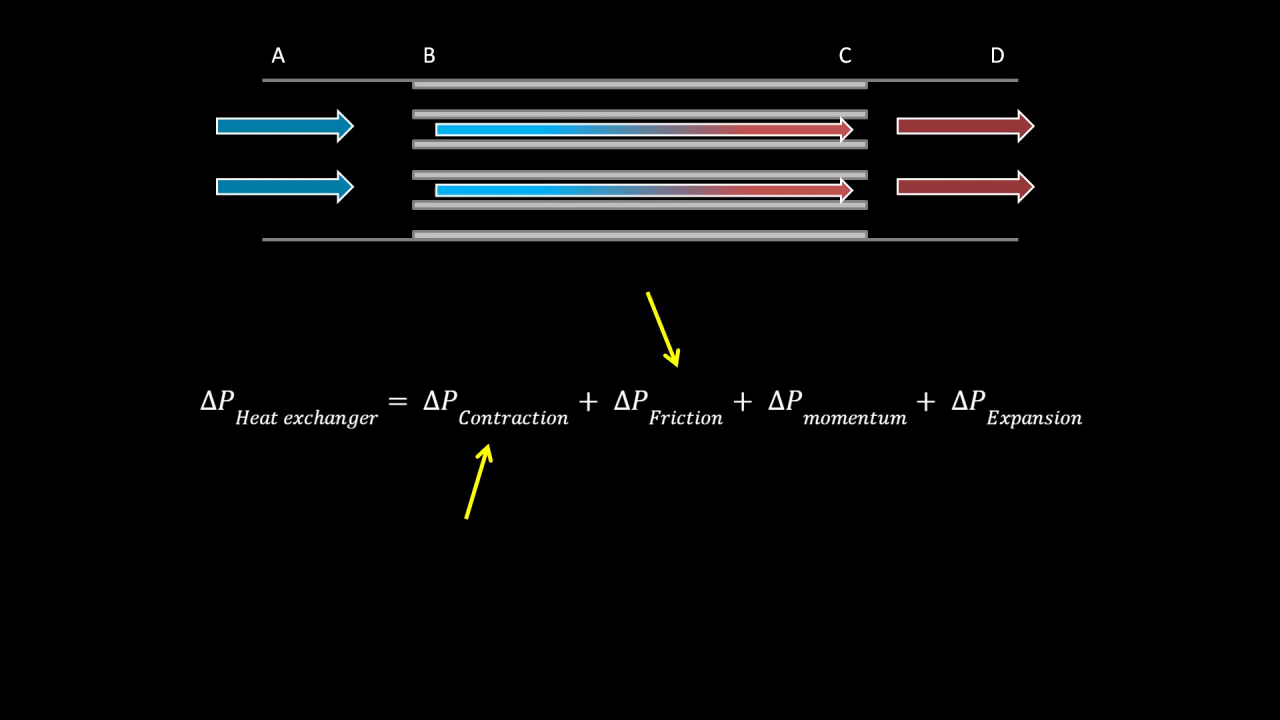 A B C D
ΔP_Heat exchanger = ΔP_Contraction + ΔP_Friction + ΔP_momentum + ΔP_Expansion